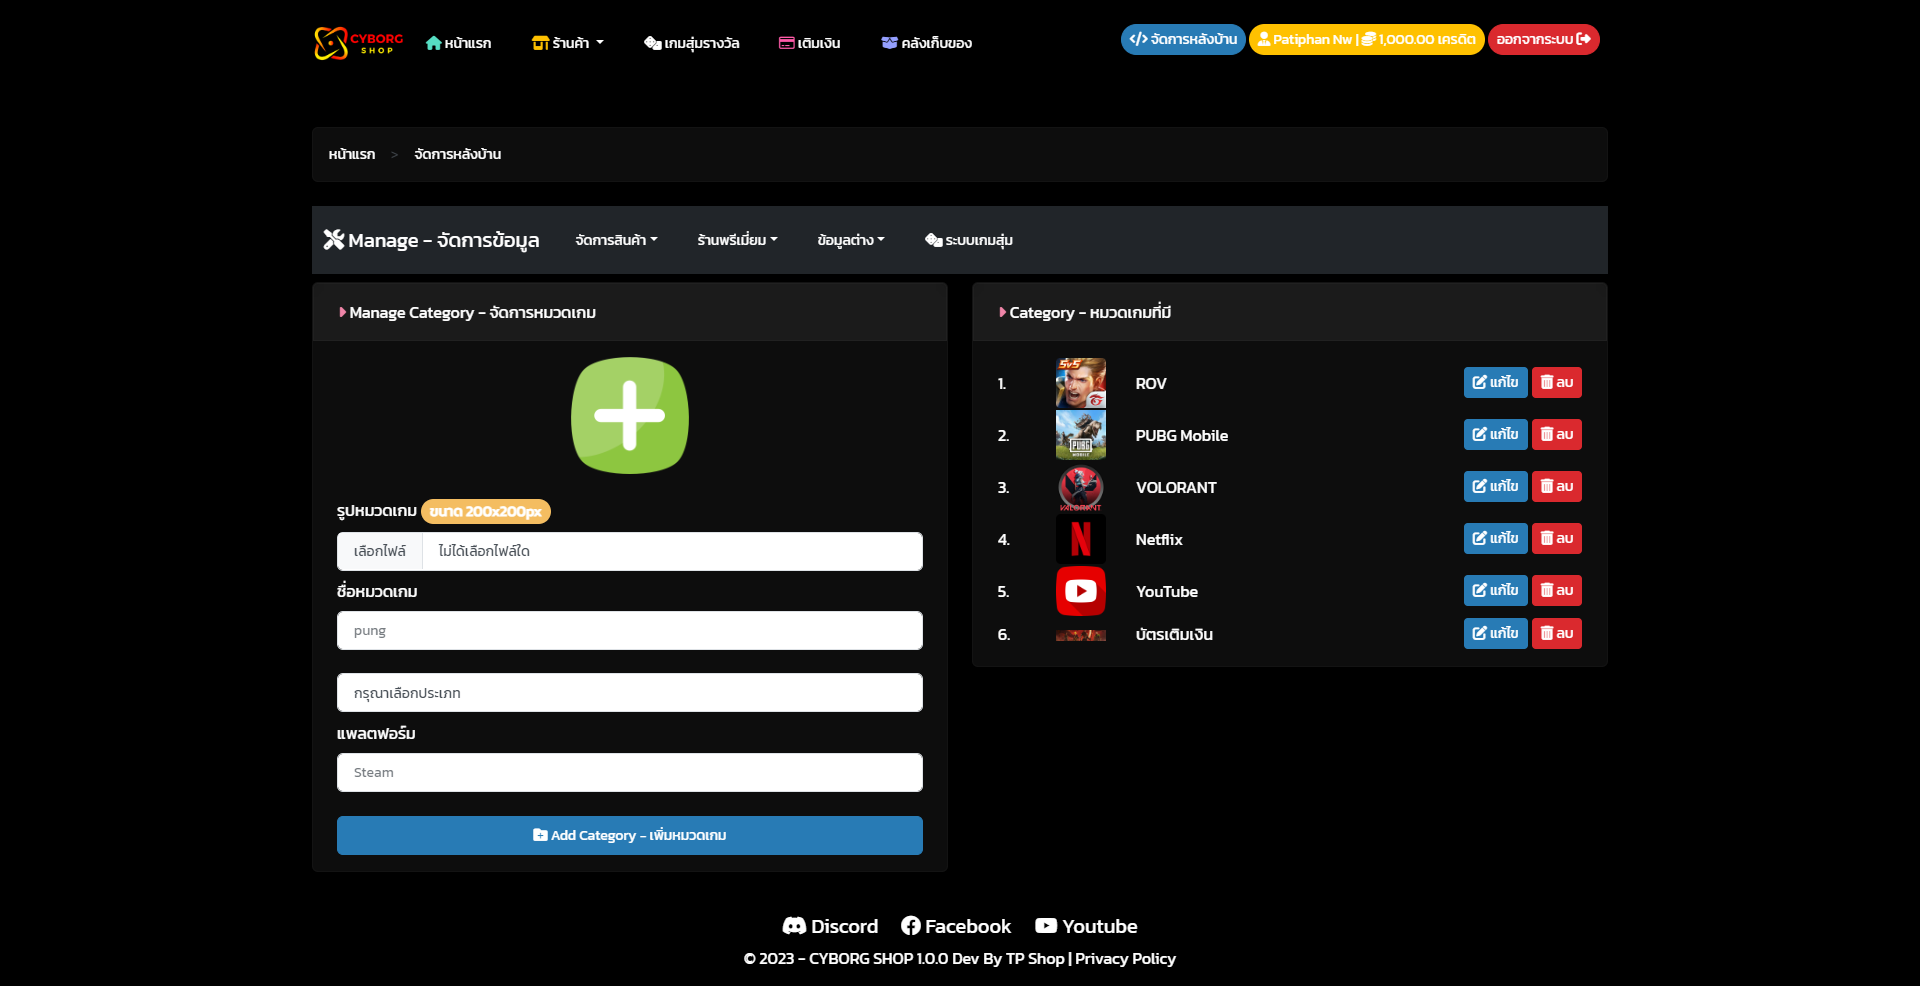 CYBORG SHOP
หน้าแรก
ร้านค้า
เกมสุ่มรางวัล
เติมเงิน
คลังเก็บของ
จัดการหลังบ้าน
Patiphan Nw | 1,000.00 เครดิต
ออกจากระบบ
หน้าแรก > จัดการหลังบ้าน
Manage - จัดการข้อมูล
จัดการสินค้า
ร้านพรีเมี่ยม
ข้อมูลต่าง
ระบบเกมสุ่ม
Manage Category - จัดการหมวดเกม
รูปหมวดเกม ขนาด 200x200px
เลือกไฟล์ ไม่ได้เลือกไฟล์ใด
ชื่อหมวดเกม
pung
กรุณาเลือกประเภท
แพลตฟอร์ม
Steam
Add Category - เพิ่มหมวดเกม
Category - หมวดเกมที่มี
1. 5V5 ROV แก้ไข ลบ
2. PUBG MOBILE PUBG Mobile แก้ไข ลบ
3. VALORANT VOLORANT แก้ไข ลบ
4. N Netflix แก้ไข ลบ
5. YouTube แก้ไข ลบ
6. บัตรเติมเงิน แก้ไข ลบ
Discord Facebook Youtube
© 2023 - CYBORG SHOP 1.0.0 Dev By TP Shop | Privacy Policy